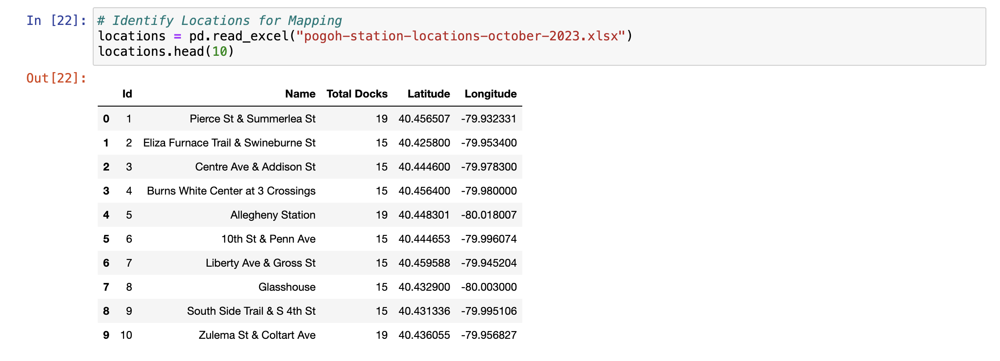 In [22]: # Identify Locations for Mapping
locations = pd.read_excel("pogoh-station-locations-october-2023.xlsx")
locations.head(10)
Out[22]:
Id Name Total Docks Latitude Longitude
0 1 Pierce St & Summerlea St 19 40.456507 -79.932331
1 2 Eliza Furnace Trail & Swineburne St 15 40.425800 -79.953400
2 3 Centre Ave & Addison St 15 40.444600 -79.978300
3 4 Burns White Center at 3 Crossings 15 40.456400 -79.980000
4 5 Allegheny Station 19 40.448301 -80.018007
5 6 10th St & Penn Ave 15 40.444653 -79.996074
6 7 Liberty Ave & Gross St 15 40.459588 -79.945204
7 8 Glasshouse 15 40.432900 -80.003000
8 9 South Side Trail & S 4th St 15 40.431336 -79.995106
9 10 Zulema St & Coltart Ave 19 40.436055 -79.956827